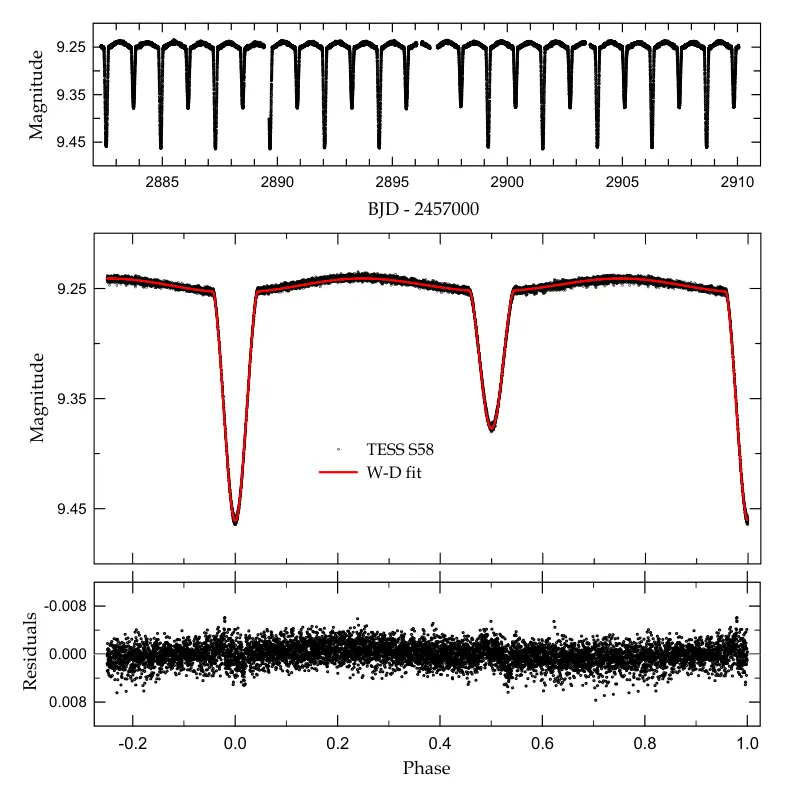 9.25
9.35
9.45
Magnitude
2885 2890 2895 2900 2905 2910
BJD - 2457000
9.25
9.35
9.45
Magnitude
TESS S58
W-D fit
-0.008
0.000
0.008
Residuals
-0.2 0.0 0.2 0.4 0.6 0.8 1.0
Phase